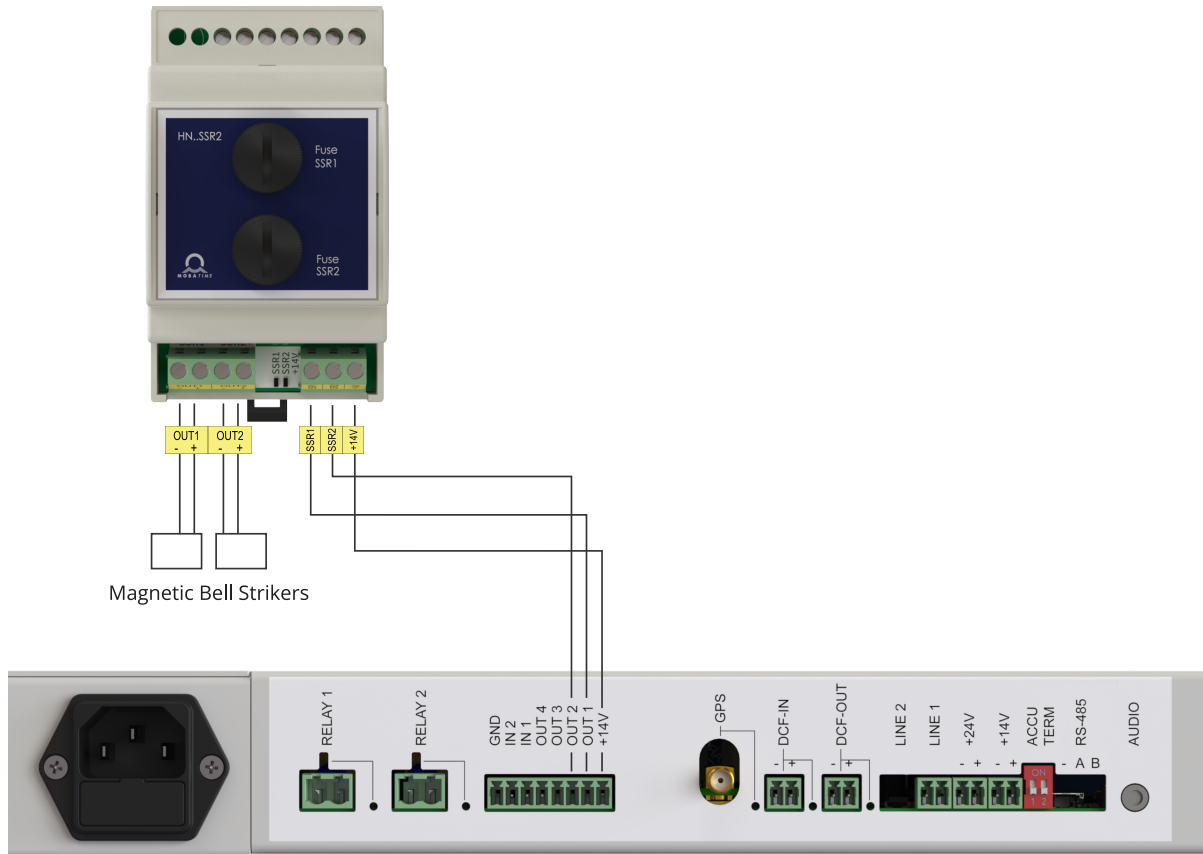 HN..SSR2
Fuse
SSR1
Fuse
SSR2
MOBATIME
SSR1
SSR2
+14V
OUT1
- +
OUT2
- +
SSR1
SSR2
+14V
Magnetic Bell Strikers
RELAY 1
RELAY 2
GND
IN 2
IN 1
OUT 4
OUT 3
OUT 2
OUT 1
+14V
GPS
DCF-IN
- +
DCF-OUT
- +
LINE 2
LINE 1
+24V
- +
+14V
- +
ACCU
TERM
ON
1 2
RS-485
- A B
AUDIO